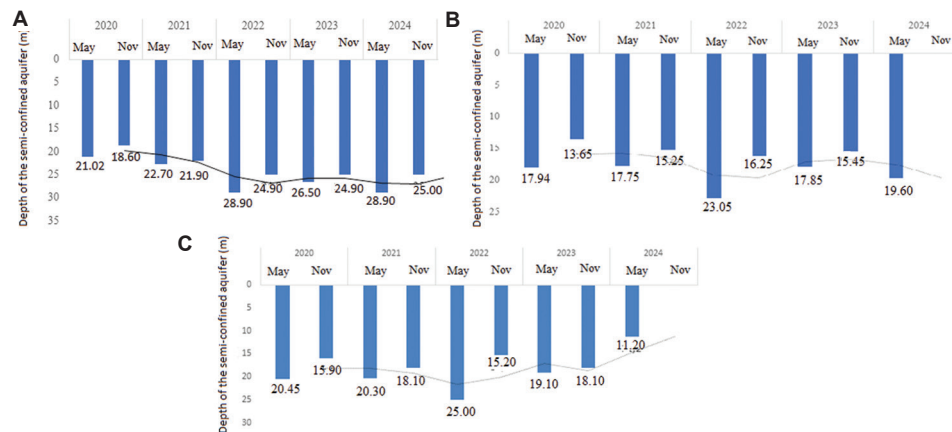 A
2020 2021 2022 2023 2024
May Nov May Nov May Nov May Nov May Nov
Depth of the semi-confined aquifer (m)
0
5
10
15
20
25
30
35
21.02 18.60 22.70 21.90 28.90 24.90 26.50 24.90 28.90 25.00
B
2020 2021 2022 2023 2024
May Nov May Nov May Nov May Nov May Nov
Depth of the semi-confined aquifer (m)
0
5
10
15
20
25
17.94 13.65 17.75 15.25 23.05 16.25 17.85 15.45 19.60
C
2020 2021 2022 2023 2024
May Nov May Nov May Nov May Nov May Nov
Depth of the semi-confined aquifer (m)
0
5
10
15
20
25
30
20.45 15.90 20.30 18.10 25.00 15.20 19.10 18.10 11.20